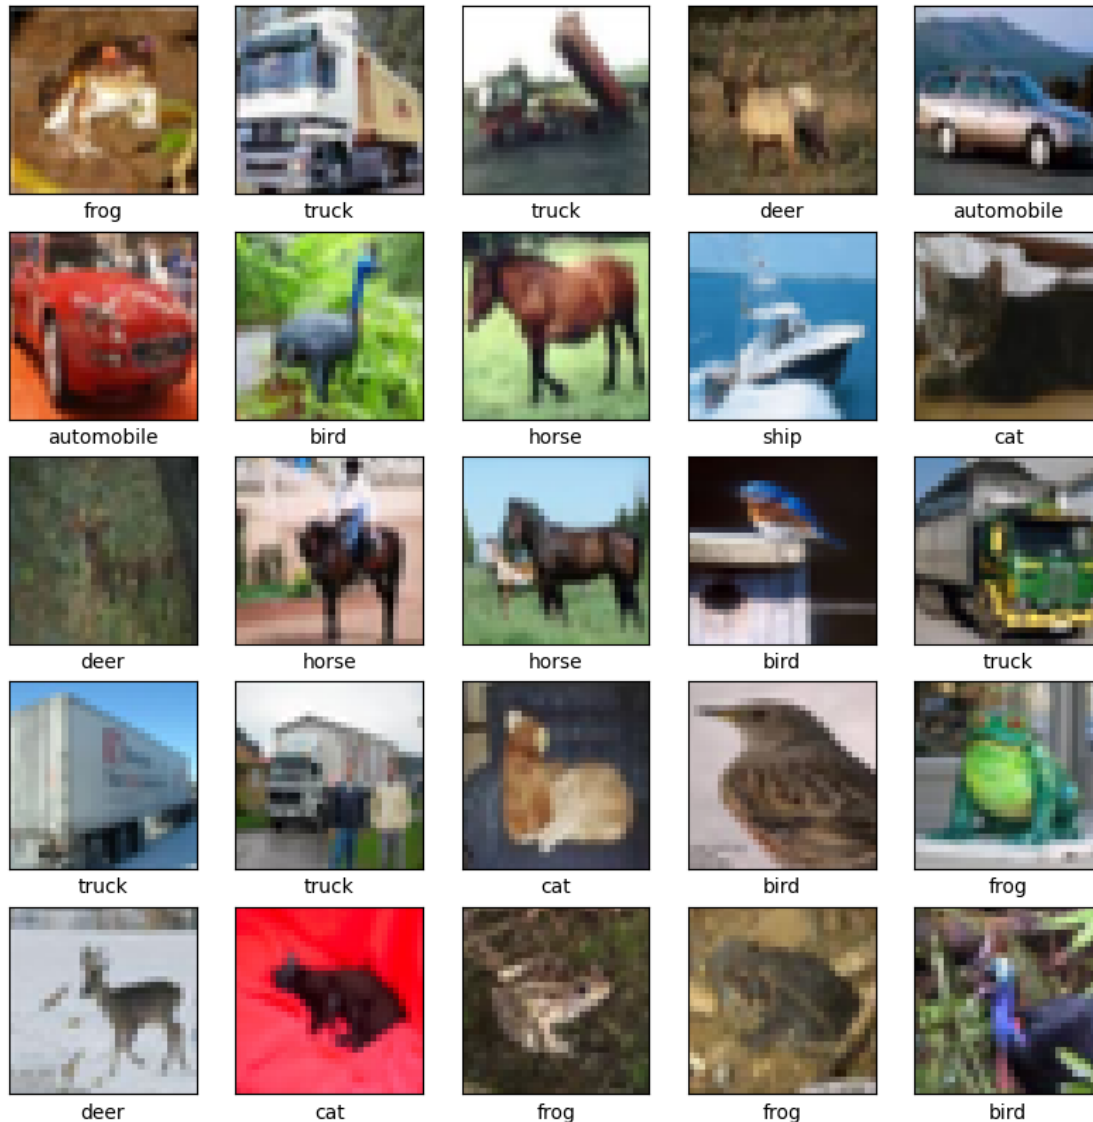 frog truck truck deer automobile
automobile bird horse ship cat
deer horse horse bird truck
truck truck cat bird frog
deer cat frog frog bird